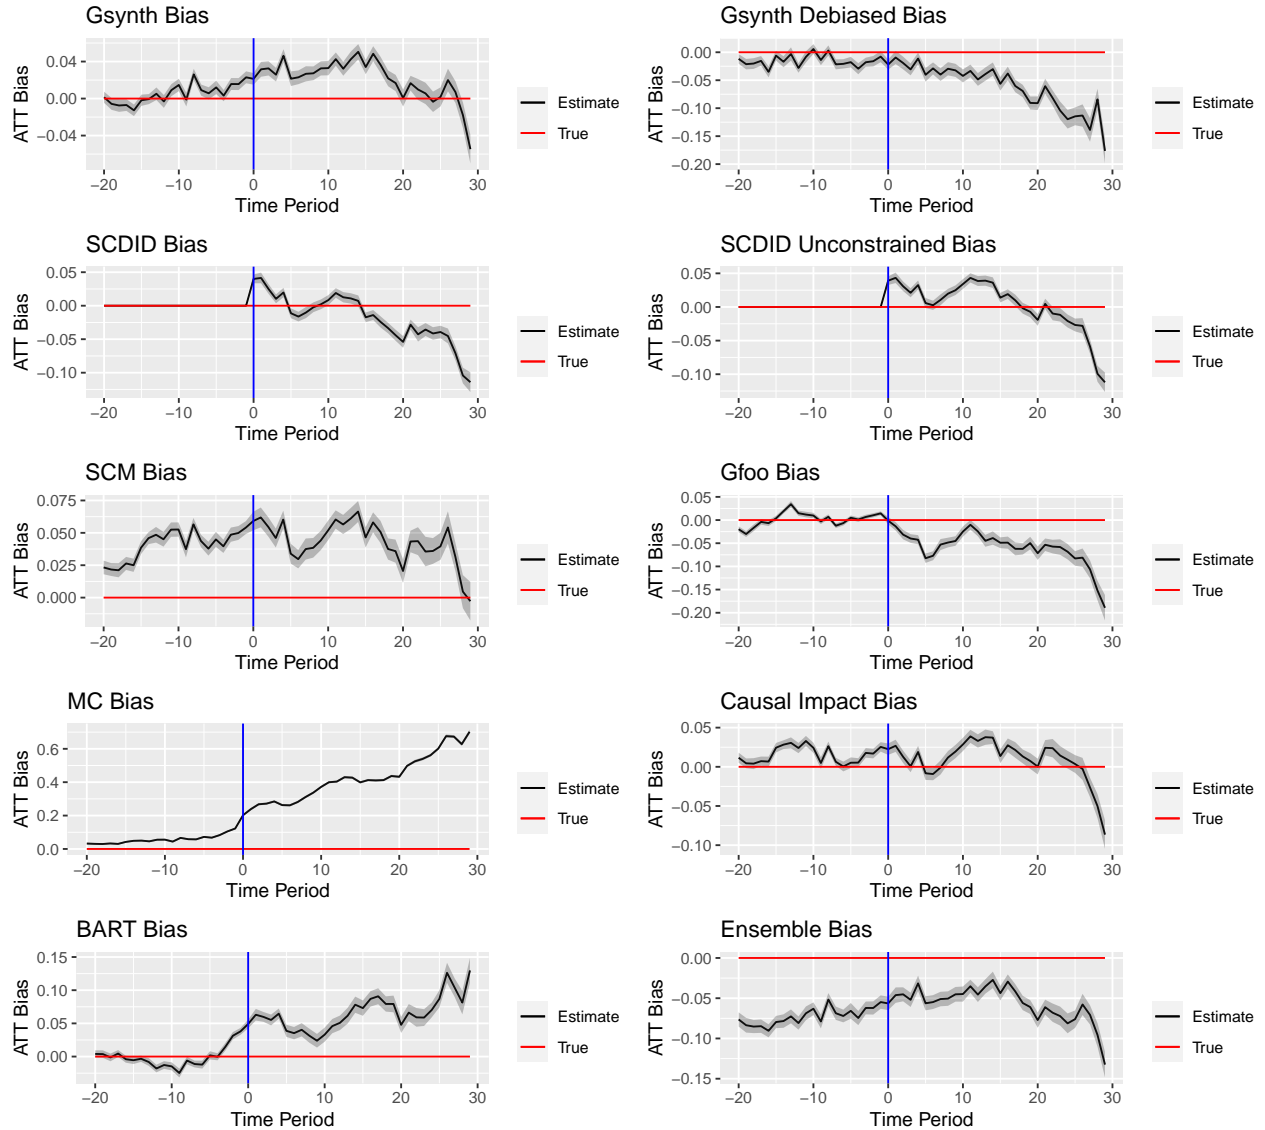 Gsynth Bias
ATT Bias
0.04
0.00
−0.04
−20 −10 0 10 20 30
Time Period
Estimate
True
Gsynth Debiased Bias
ATT Bias
0.00
−0.05
−0.10
−0.15
−0.20
−20 −10 0 10 20 30
Time Period
Estimate
True
SCDID Bias
ATT Bias
0.05
0.00
−0.05
−0.10
−20 −10 0 10 20 30
Time Period
Estimate
True
SCDID Unconstrained Bias
ATT Bias
0.05
0.00
−0.05
−0.10
−20 −10 0 10 20 30
Time Period
Estimate
True
SCM Bias
ATT Bias
0.075
0.050
0.025
0.000
−20 −10 0 10 20 30
Time Period
Estimate
True
Gfoo Bias
ATT Bias
0.05
0.00
−0.05
−0.10
−0.15
−0.20
−20 −10 0 10 20 30
Time Period
Estimate
True
MC Bias
ATT Bias
0.6
0.4
0.2
0.0
−20 −10 0 10 20 30
Time Period
Estimate
True
Causal Impact Bias
ATT Bias
0.05
0.00
−0.05
−0.10
−20 −10 0 10 20 30
Time Period
Estimate
True
BART Bias
ATT Bias
0.15
0.10
0.05
0.00
−20 −10 0 10 20 30
Time Period
Estimate
True
Ensemble Bias
ATT Bias
0.00
−0.05
−0.10
−0.15
−20 −10 0 10 20 30
Time Period
Estimate
True